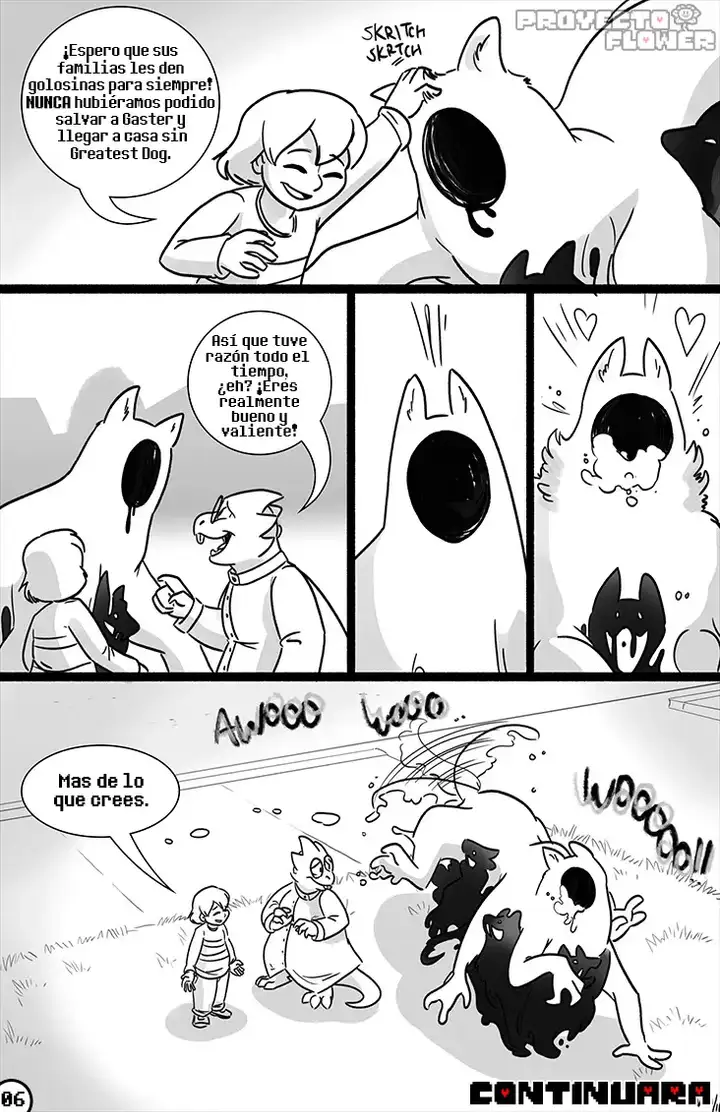 PROYECTO
FLOWER
SKRITCH
SKRTCH
¡Espero que sus
familias les den
golosinas para siempre!
NUNCA hubiéramos podido
salvar a Gaster y
llegar a casa sin
Greatest Dog.
Así que tuve
razón todo el
tiempo,
¿eh? ¡Eres
realmente
bueno y
valiente!
AWOOO WOOO
WOOOOO!!
Mas de lo
que crees.
06
CONTINUARA